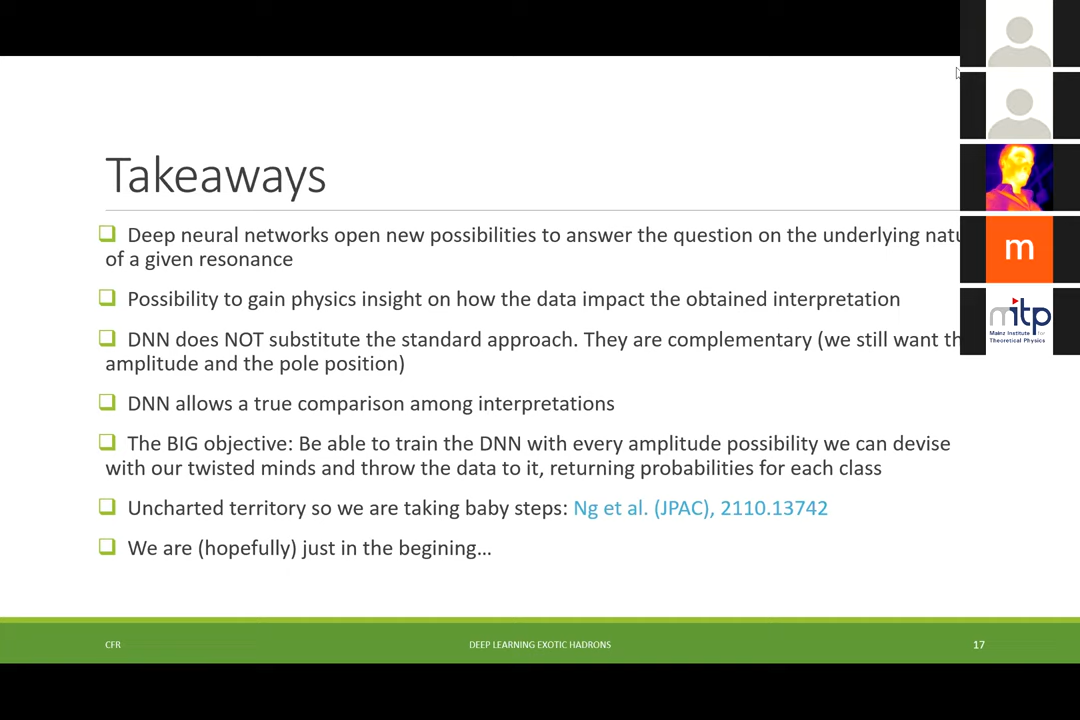 Takeaways
Deep neural networks open new possibilities to answer the question on the underlying
of a given resonance
Possibility to gain physics insight on how the data impact the obtained interpretation
DNN does NOT substitute the standard approach. They are complementary (we still want
amplitude and the pole position)
DNN allows a true comparison among interpretations
The BIG objective: Be able to train the DNN with every amplitude possibility we can devise
with our twisted minds and throw the data to it, returning probabilities for each class
Uncharted territory so we are taking baby steps: Ng et al. (JPAC), 2110.13742
We are (hopefully) just in the begining...
CFR
DEEP LEARNING EXOTIC HADRONS
17
m
mitp
Mainz Institute for
Theoretical Physics